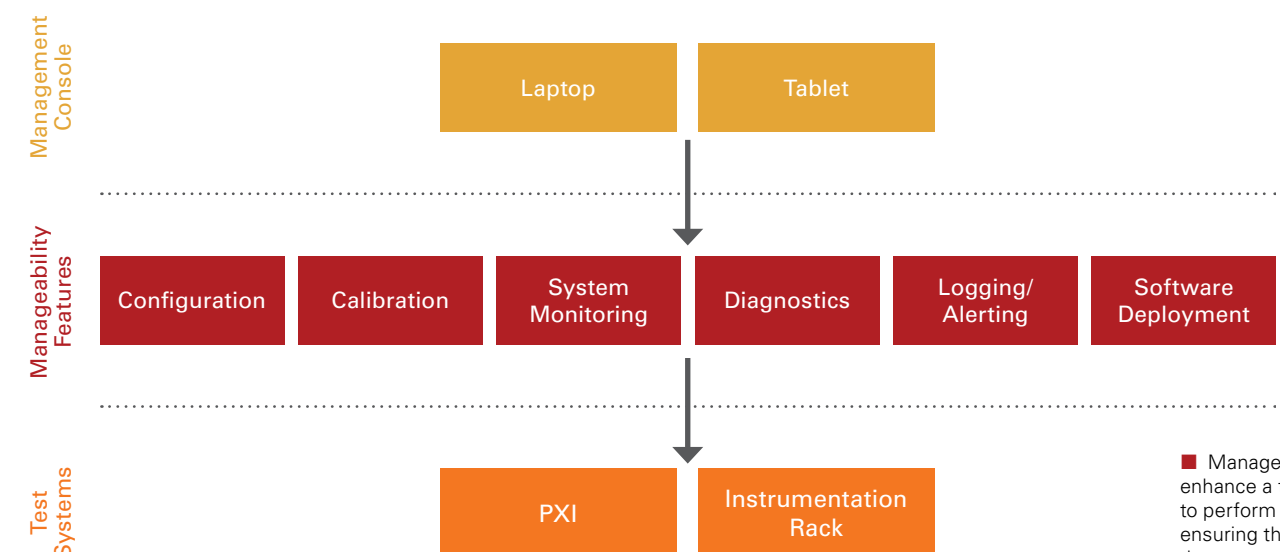 Management
Console
Laptop
Tablet
Manageability
Features
Configuration
Calibration
System
Monitoring
Diagnostics
Logging/
Alerting
Software
Deployment
Test
Systems
PXI
Instrumentation
Rack
■ Manage
enhance a
to perform
ensuring th